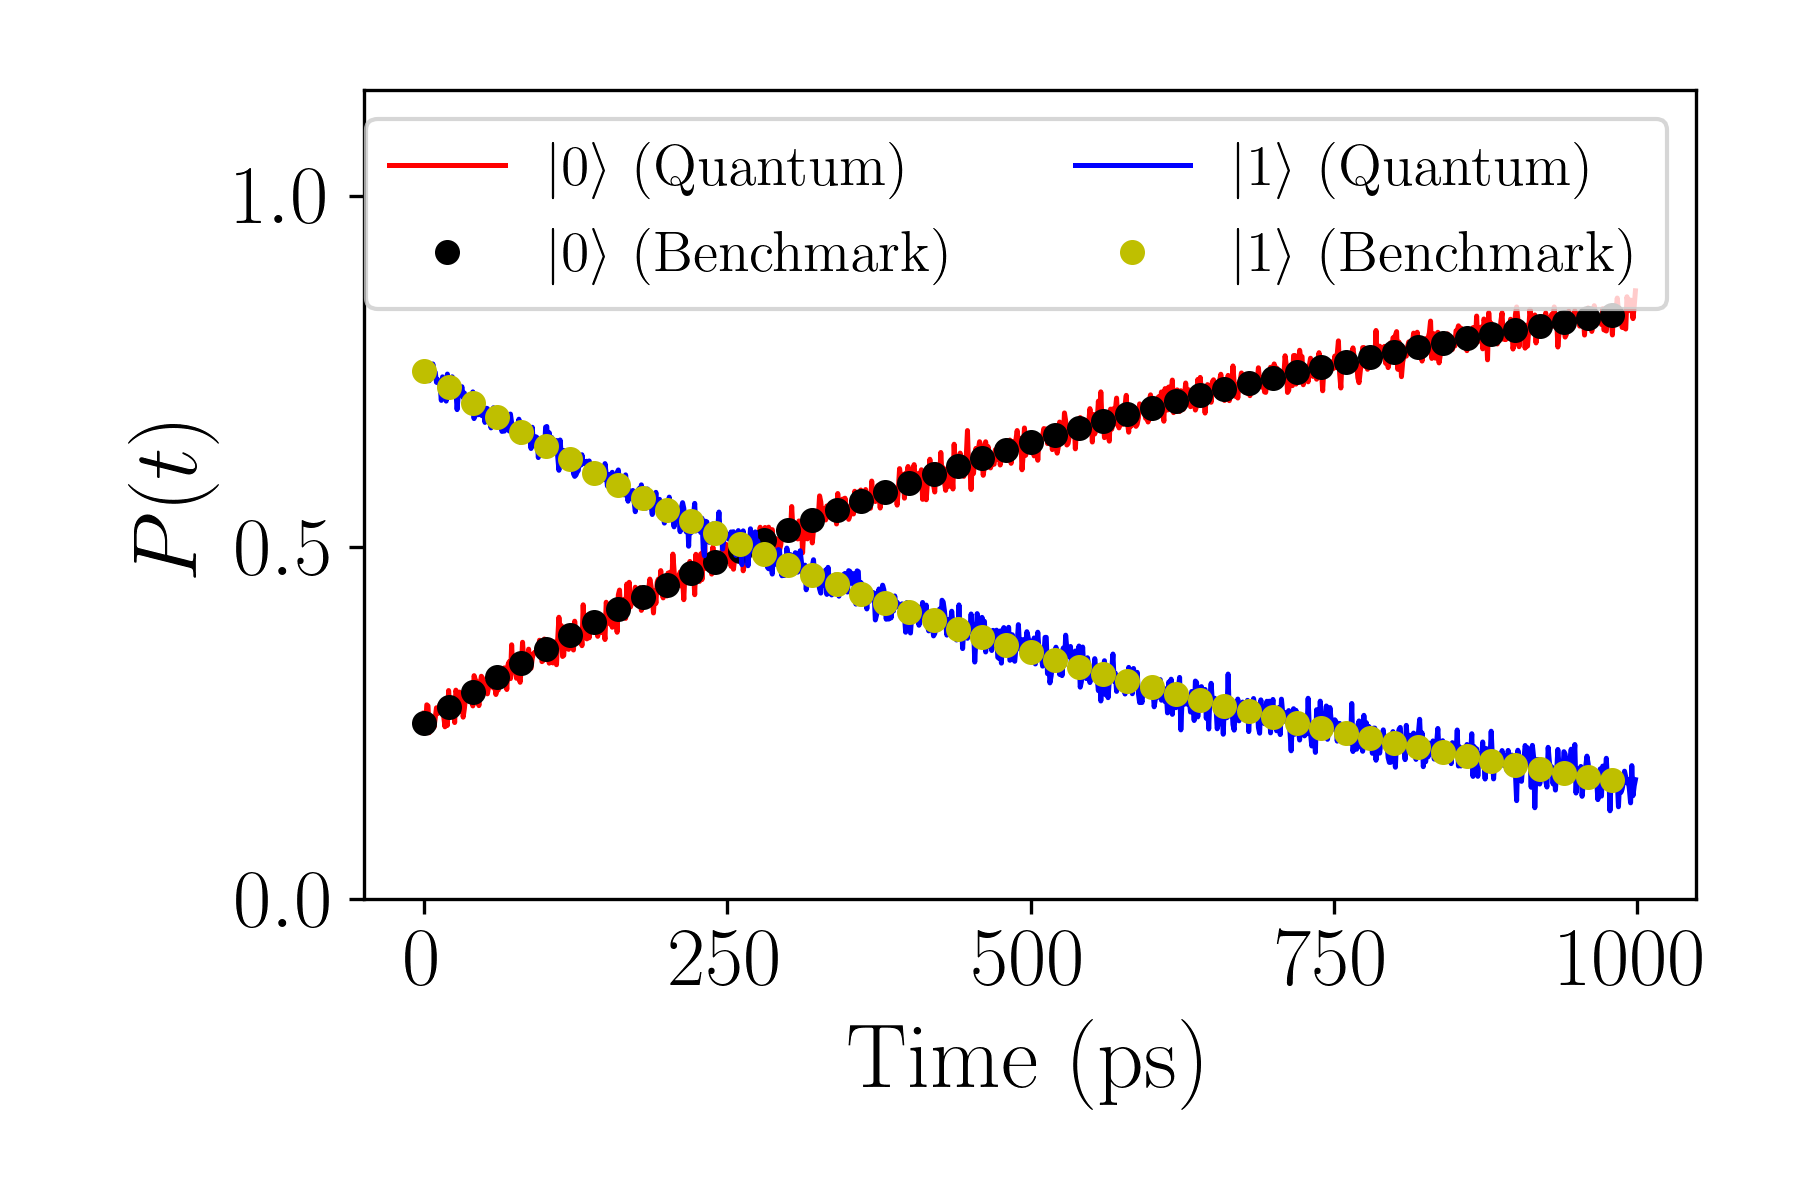 |0⟩ (Quantum)
|0⟩ (Benchmark)
|1⟩ (Quantum)
|1⟩ (Benchmark)
P(t)
1.0
0.5
0.0
0 250 500 750 1000
Time (ps)